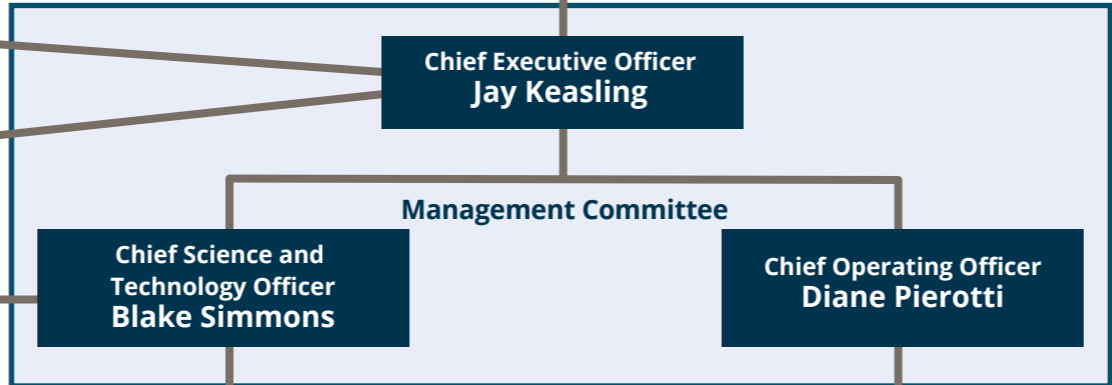 Chief Executive Officer
Jay Keasling
Management Committee
Chief Science and
Technology Officer
Blake Simmons
Chief Operating Officer
Diane Pierotti